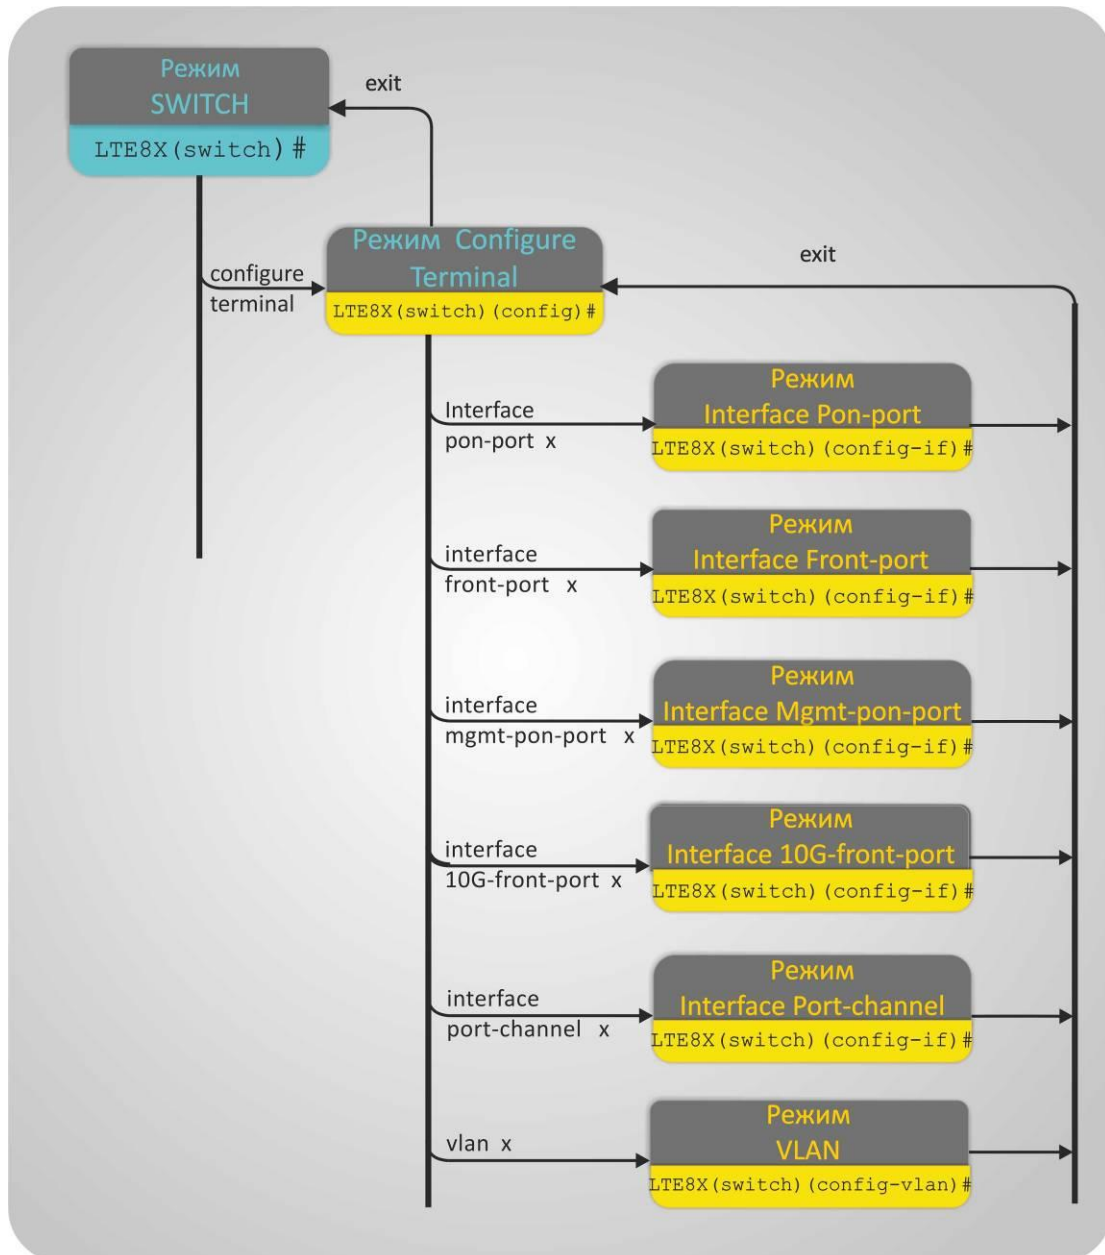 Режим
SWITCH
LTE8X(switch)#
exit
Режим Configure
Terminal
LTE8X(switch)(config)#
configure
terminal
exit
Interface
pon-port x
Режим
Interface Pon-port
LTE8X(switch)(config-if)#
interface
front-port x
Режим
Interface Front-port
LTE8X(switch)(config-if)#
interface
mgmt-pon-port x
Режим
Interface Mgmt-pon-port
LTE8X(switch)(config-if)#
interface
10G-front-port x
Режим
Interface 10G-front-port
LTE8X(switch)(config-if)#
interface
port-channel x
Режим
Interface Port-channel
LTE8X(switch)(config-if)#
vlan x
Режим
VLAN
LTE8X(switch)(config-vlan)#